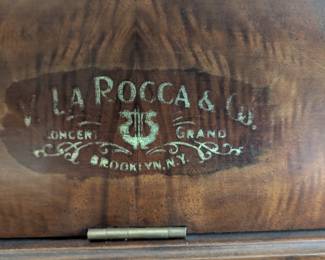 V. LA ROCCA & Co.
CONCERT GRAND
BROOKLYN, N.Y.